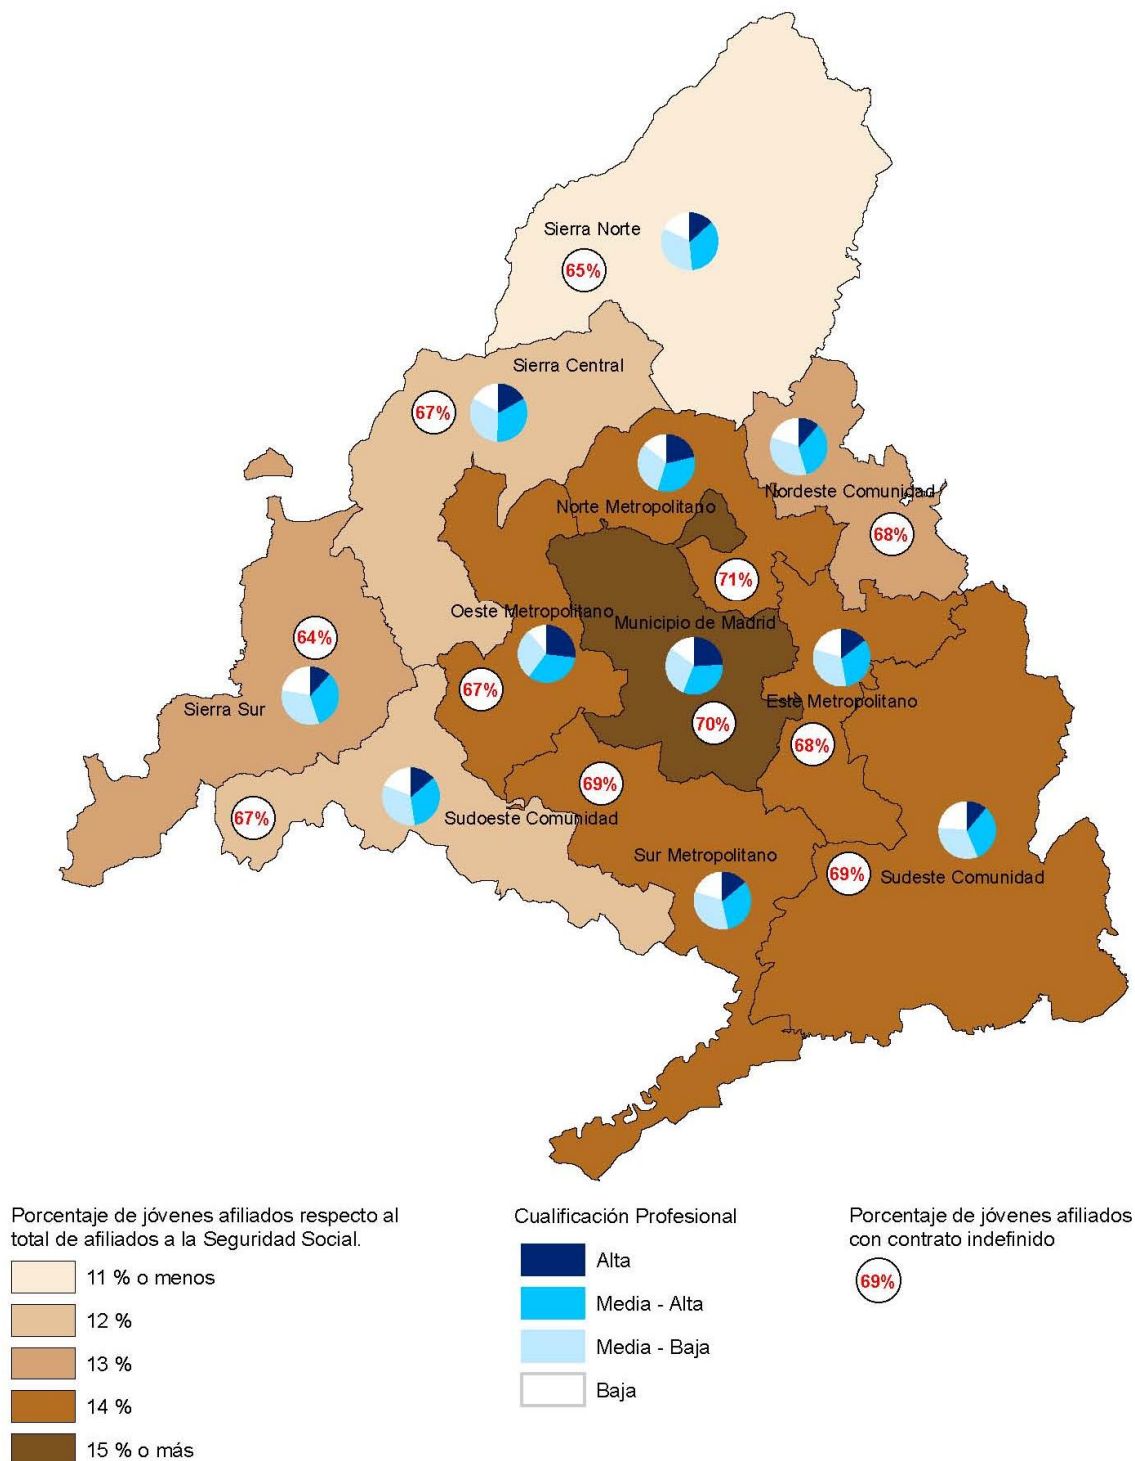 Sierra Norte
65%
Sierra Central
67%
Nordeste Comunidad
Norte Metropolitano
68%
71%
Oeste Metropolitano
Municipio de Madrid
64%
67%
Sierra Sur
Este Metropolitano
70%
68%
69%
67%
Sudoeste Comunidad
Sur Metropolitano
69%
Sudeste Comunidad
Porcentaje de jóvenes afiliados respecto al
total de afiliados a la Seguridad Social.
11 % o menos
12 %
13 %
14 %
15 % o más
Cualificación Profesional
Alta
Media - Alta
Media - Baja
Baja
Porcentaje de jóvenes afiliados
con contrato indefinido
69%